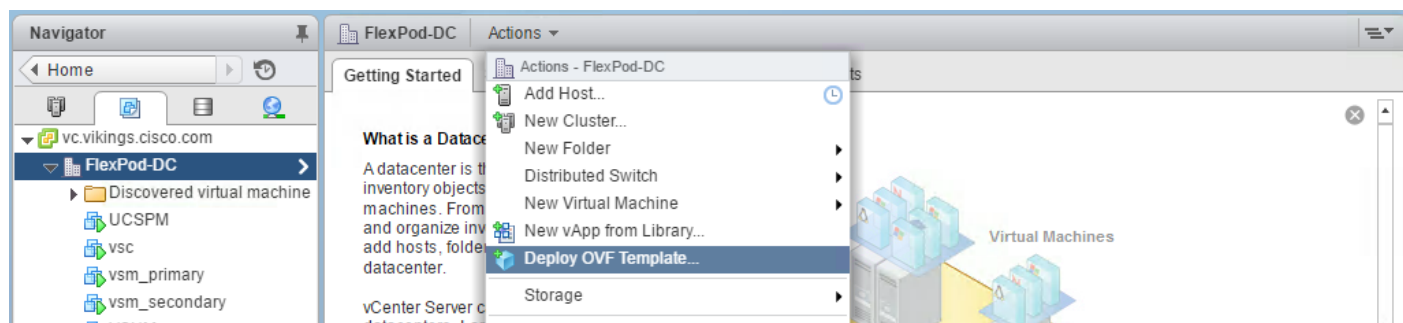 Navigator
FlexPod-DC
Actions
Home
Getting Started
Actions - FlexPod-DC
ts
Add Host...
New Cluster...
vc.vikings.cisco.com
What is a Datace
New Folder
FlexPod-DC
A datacenter is th
Distributed Switch
inventory objects
Discovered virtual machine
machines. From
New Virtual Machine
UCSPM
and organize inv
New vApp from Library...
Virtual Machines
vsc
add hosts, folder
Deploy OVF Template...
vsm_primary
datacenter.
vsm_secondary
Storage
vCenter Server c